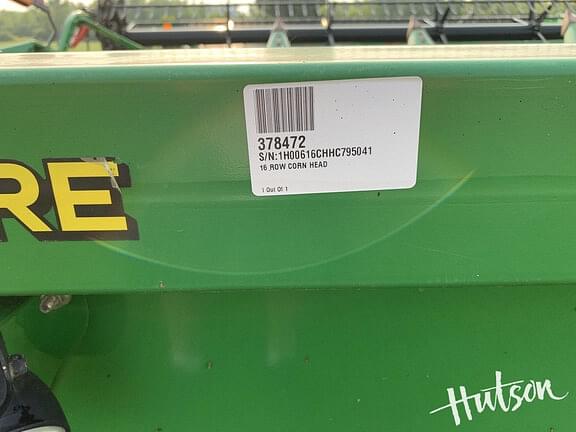 378472
S/N:1H00616CHHC795041
16 ROW CORN HEAD
1 Out Of 1
RE
Hutson